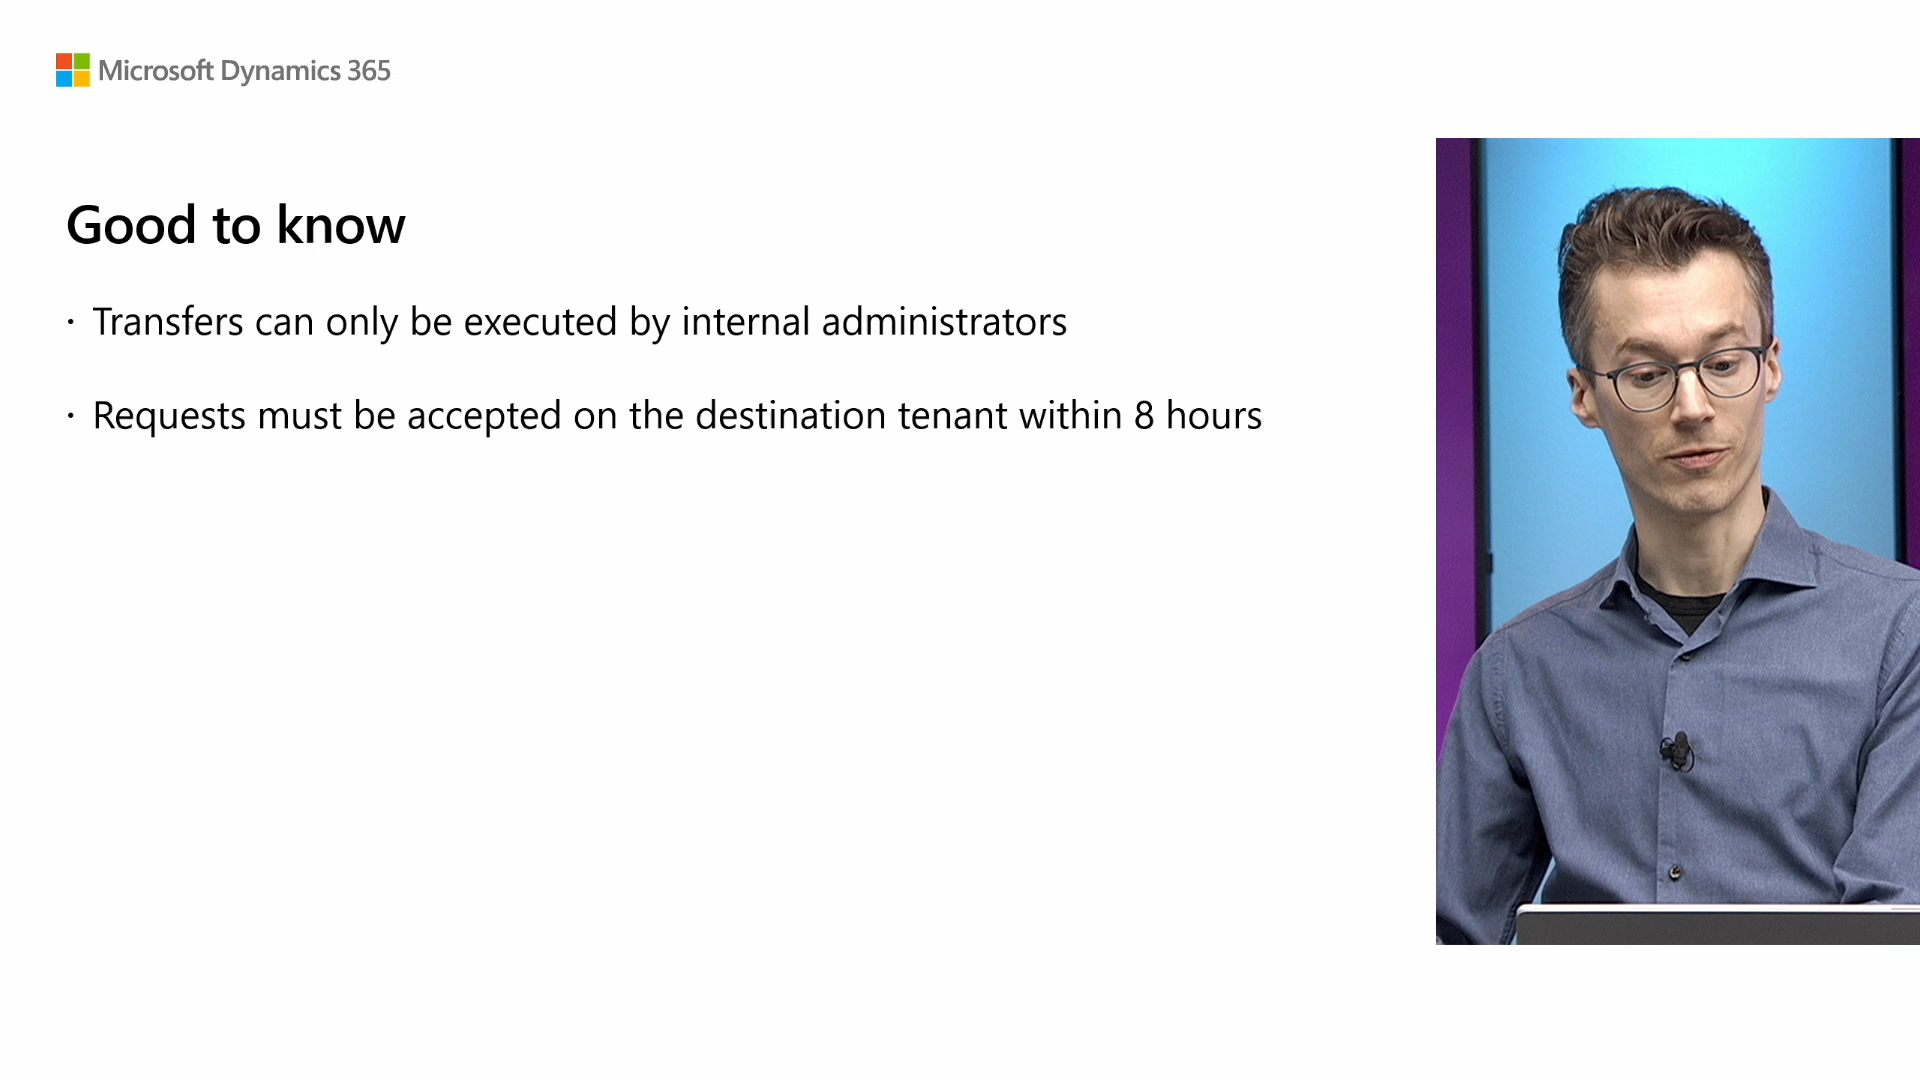 Microsoft Dynamics 365
Good to know
· Transfers can only be executed by internal administrators
· Requests must be accepted on the destination tenant within 8 hours